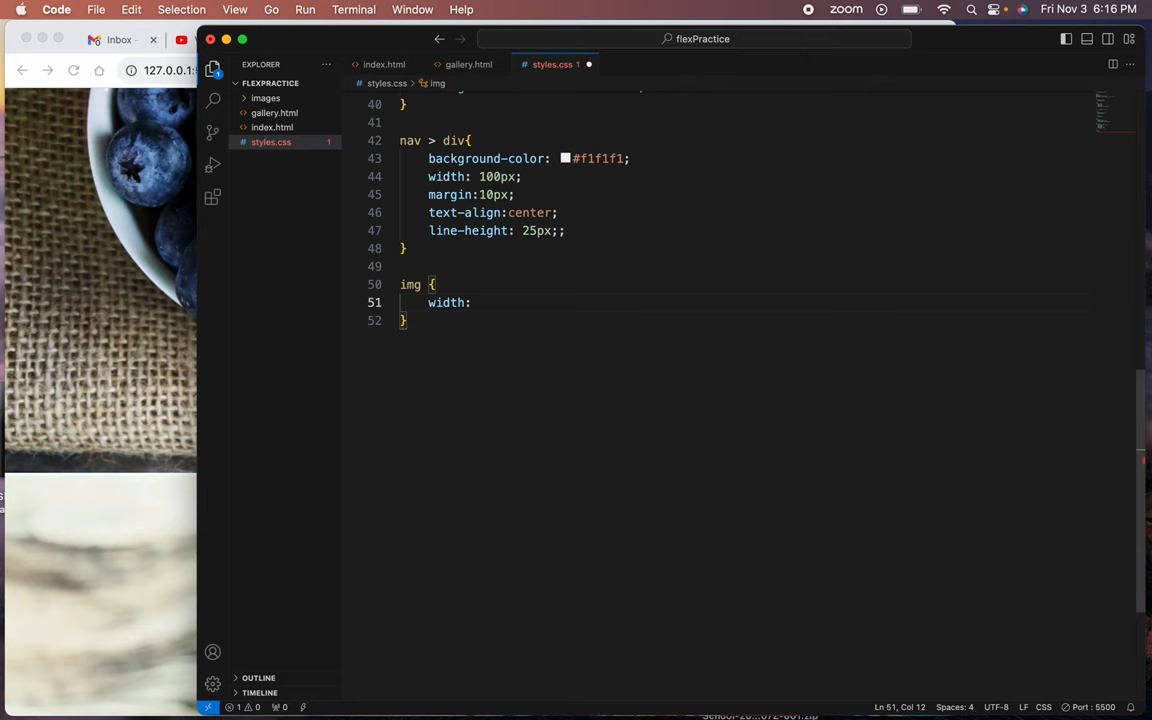 Code File Edit Selection View Go Run Terminal Window Help zoom Fri Nov 3 6:16 PM
Inbox -
flexPractice
127.0.0.1:
EXPLORER
index.html gallery.html styles.css 1
FLEXPRACTICE
styles.css > img
images
gallery.html
index.html
styles.css 1
1
40 }
41
42 nav > div{
43 background-color: #f1f1f1;
44 width: 100px;
45 margin:10px;
46 text-align:center;
47 line-height: 25px;;
48 }
49
50 img {
51 width:
52 }
OUTLINE
TIMELINE
1 0 0 Ln 51, Col 12 Spaces: 4 UTF-8 LF CSS Port : 5500